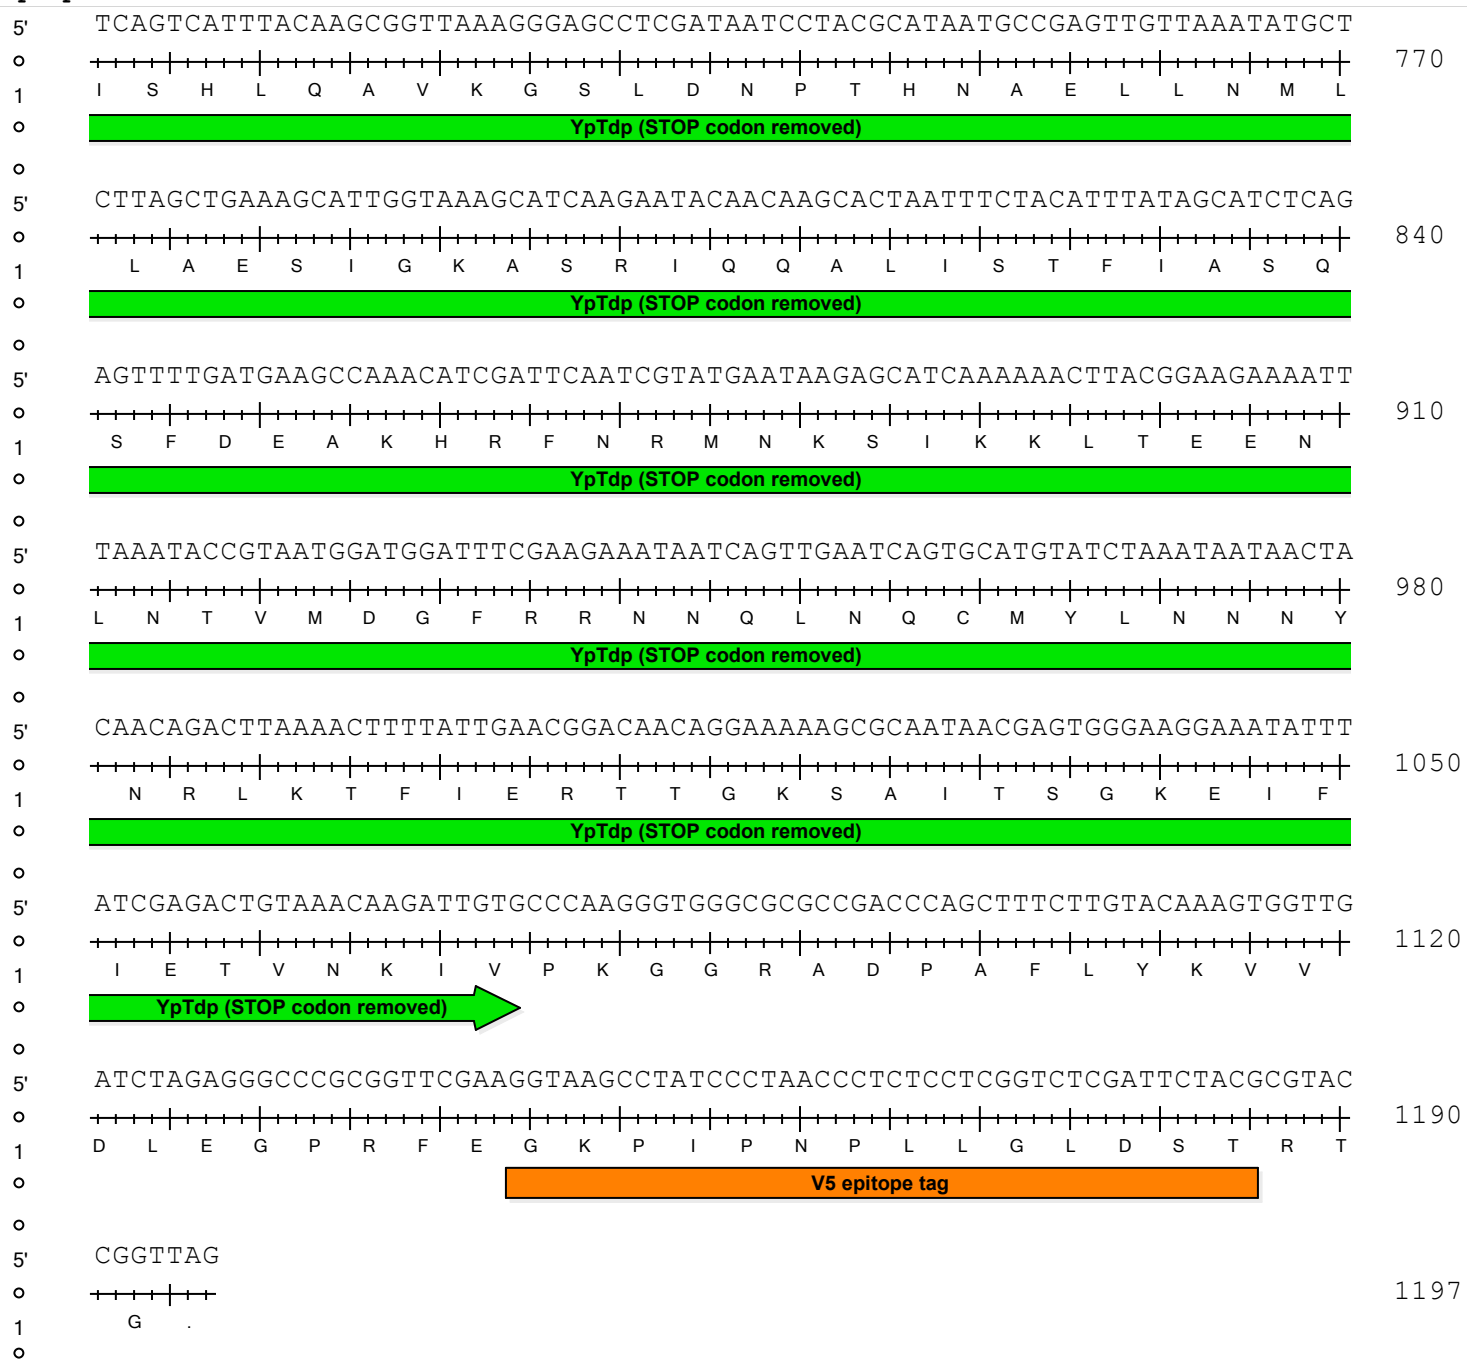 5' TCAGTCATTTACAAGCGGTTAAAGGGAGCCTCGATAATCCTACGCATAATGCCGAGTTGTTAAATATGCT
770
1 I S H L Q A V K G S L D N P T H N A E L L N M L
YpTdp (STOP codon removed)
5' CTTAGCTGAAAGCATTGGTAAAGCATCAAGAATACAACAAGCACTAATTTCTACATTTATAGCATCTCAG
840
1 L A E S I G K A S R I Q Q A L I S T F I A S Q
YpTdp (STOP codon removed)
5' AGTTTTGATGAAGCCAAACATCGATTCAATCGTATGAATAAGAGCATCAAAAAACTTACGGAAGAAAATT
910
1 S F D E A K H R F N R M N K S I K K L T E E N
YpTdp (STOP codon removed)
5' TAAATACCGTAATGGATGGATTTCGAAGAAATAATCAGTTGAATCAGTGCATGTATCTAAATAATAACTA
980
1 L N T V M D G F R R N N Q L N Q C M Y L N N N Y
YpTdp (STOP codon removed)
5' CAACAGACTTAAAACTTTTATTGAACGGACAACAGGAAAAAGCGCAATAACGAGTGGGAAGGAAATATTT
1050
1 N R L K T F I E R T T G K S A I T S G K E I F
YpTdp (STOP codon removed)
5' ATCGAGACTGTAAACAAGATTGTGCCCAAGGGTGGGCGCGCCGACCCAGCTTTCTTGTACAAAGTGGTTG
1120
1 I E T V N K I V P K G G R A D P A F L Y K V V
YpTdp (STOP codon removed)
5' ATCTAGAGGGCCCGCGGTTCGAAGGTAAGCCTATCCCTAACCCTCTCCTCGGTCTCGATTCTACGCGTAC
1190
1 D L E G P R F E G K P I P N P L L G L D S T R T
V5 epitope tag
5' CGGTTAG
1197
1 G .